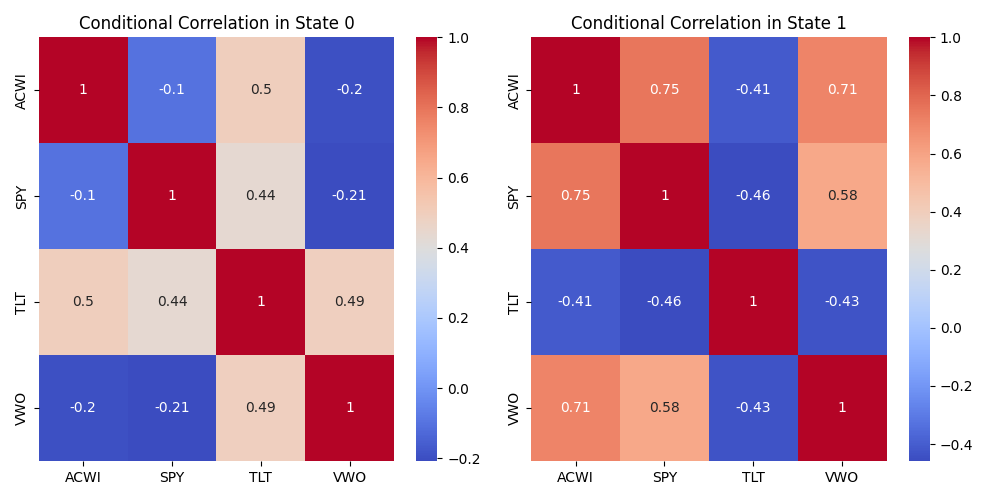 Conditional Correlation in State 0
ACWI 1 -0.1 0.5 -0.2
SPY -0.1 1 0.44 -0.21
TLT 0.5 0.44 1 0.49
VWO -0.2 -0.21 0.49 1
ACWI SPY TLT VWO
1.0
0.8
0.6
0.4
0.2
0.0
−0.2
Conditional Correlation in State 1
ACWI 1 0.75 -0.41 0.71
SPY 0.75 1 -0.46 0.58
TLT -0.41 -0.46 1 -0.43
VWO 0.71 0.58 -0.43 1
ACWI SPY TLT VWO
1.0
0.8
0.6
0.4
0.2
0.0
−0.2
−0.4